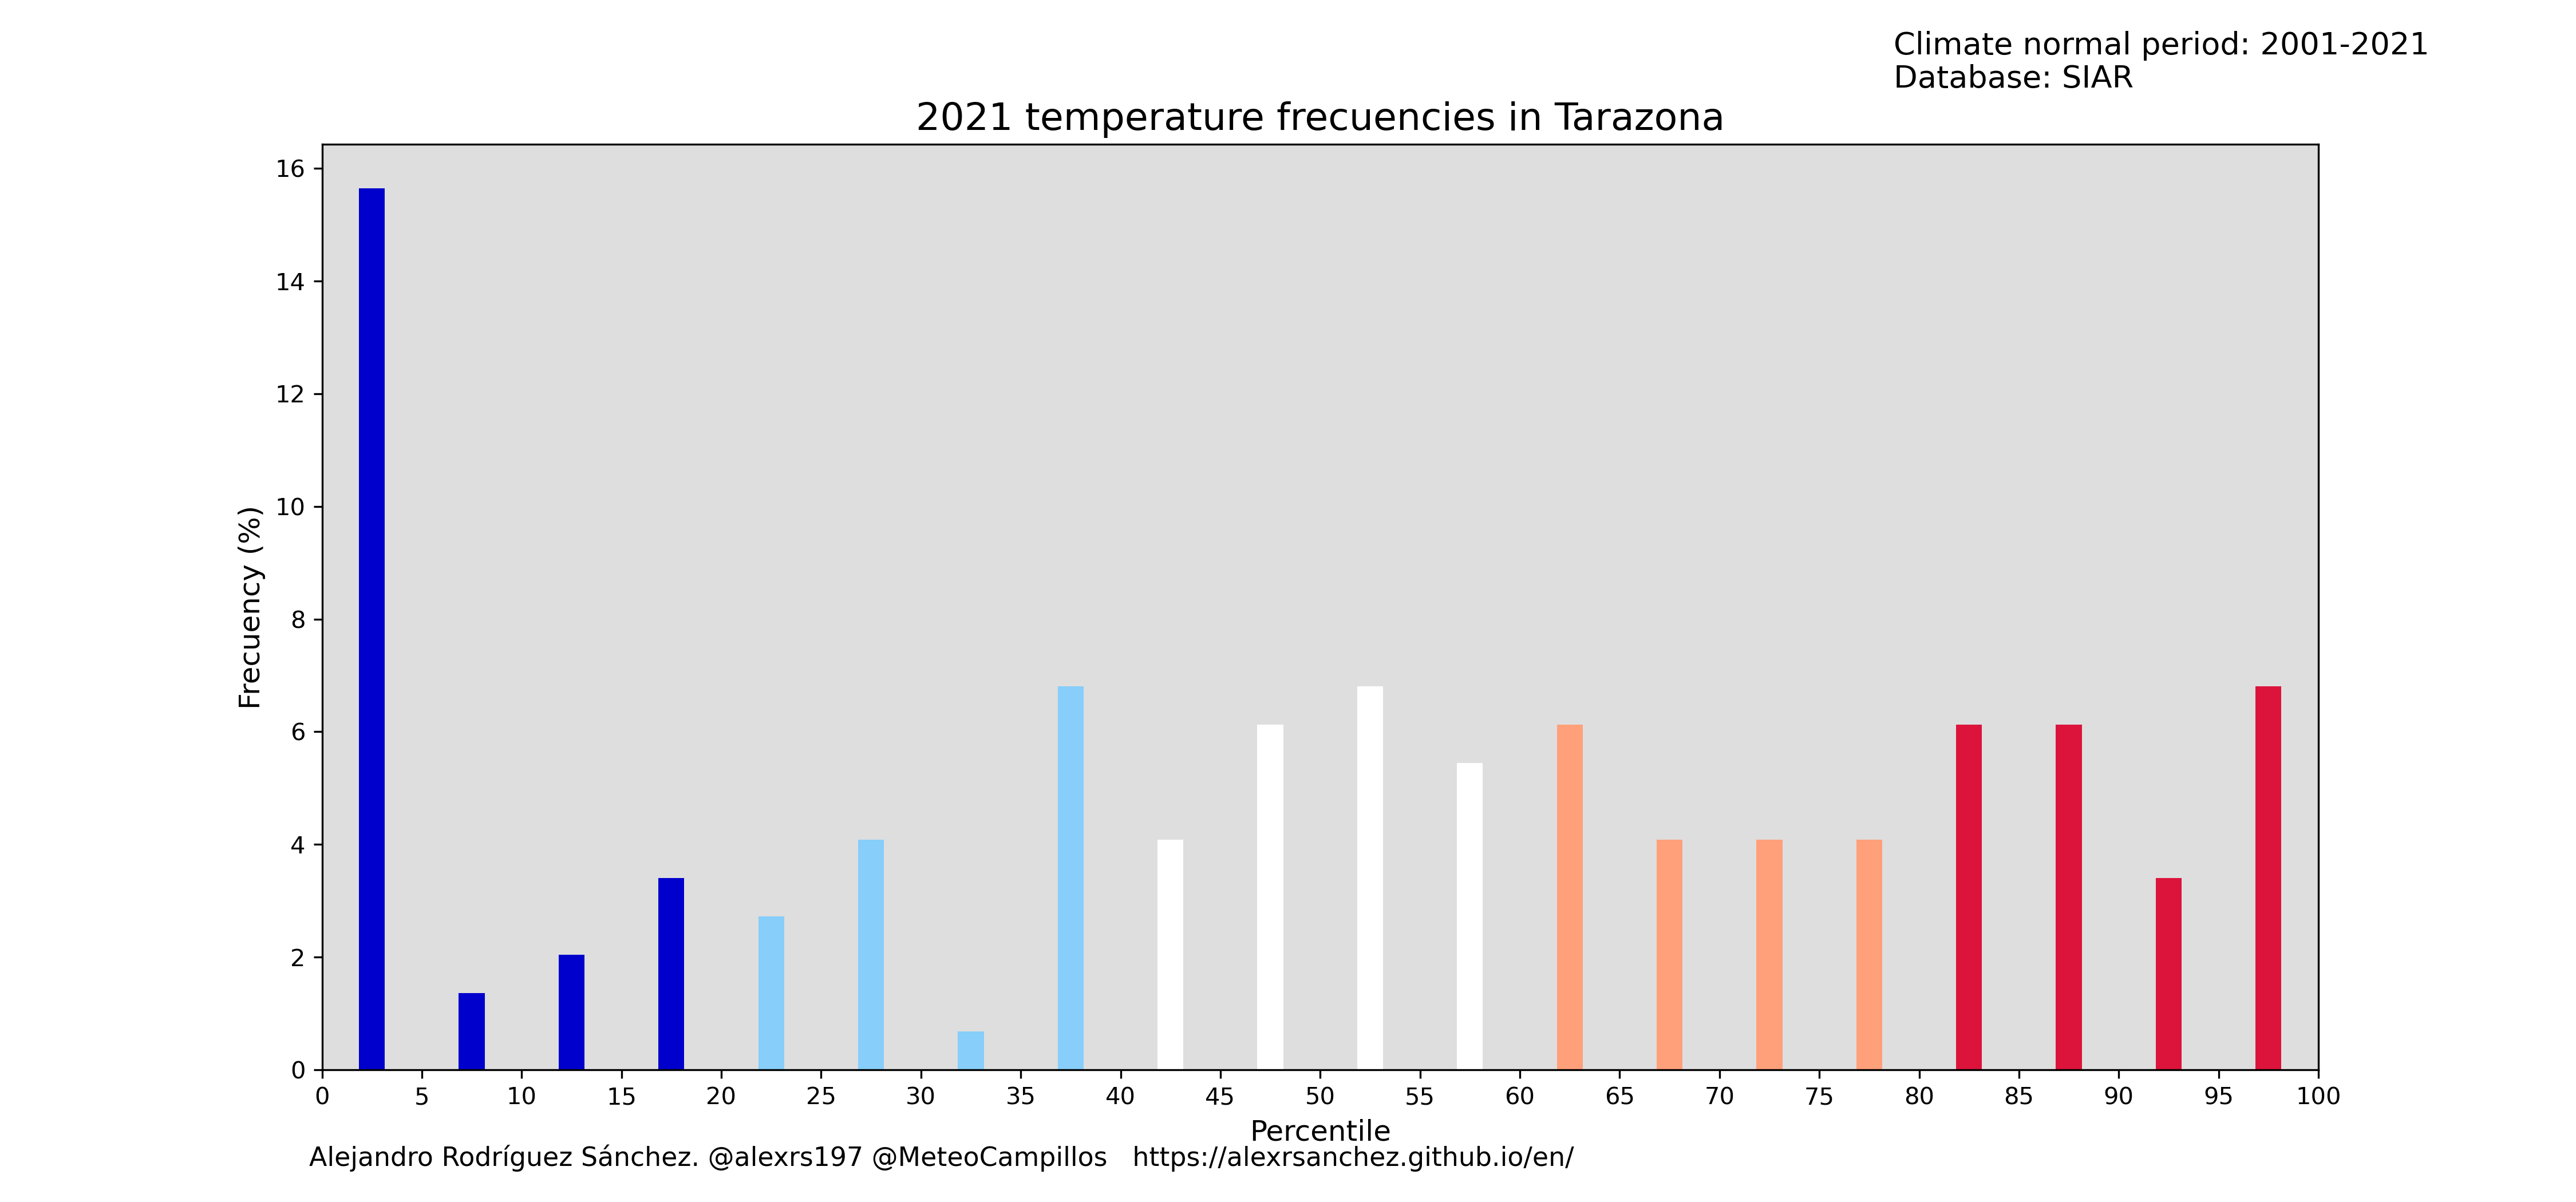 Climate normal period: 2001-2021
Database: SIAR
2021 temperature frecuencies in Tarazona
16
14
12
10
8
6
4
2
0
Frecuency (%)
0 5 10 15 20 25 30 35 40 45 50 55 60 65 70 75 80 85 90 95 100
Percentile
Alejandro Rodríguez Sánchez. @alexrs197 @MeteoCampillos https://alexrsanchez.github.io/en/